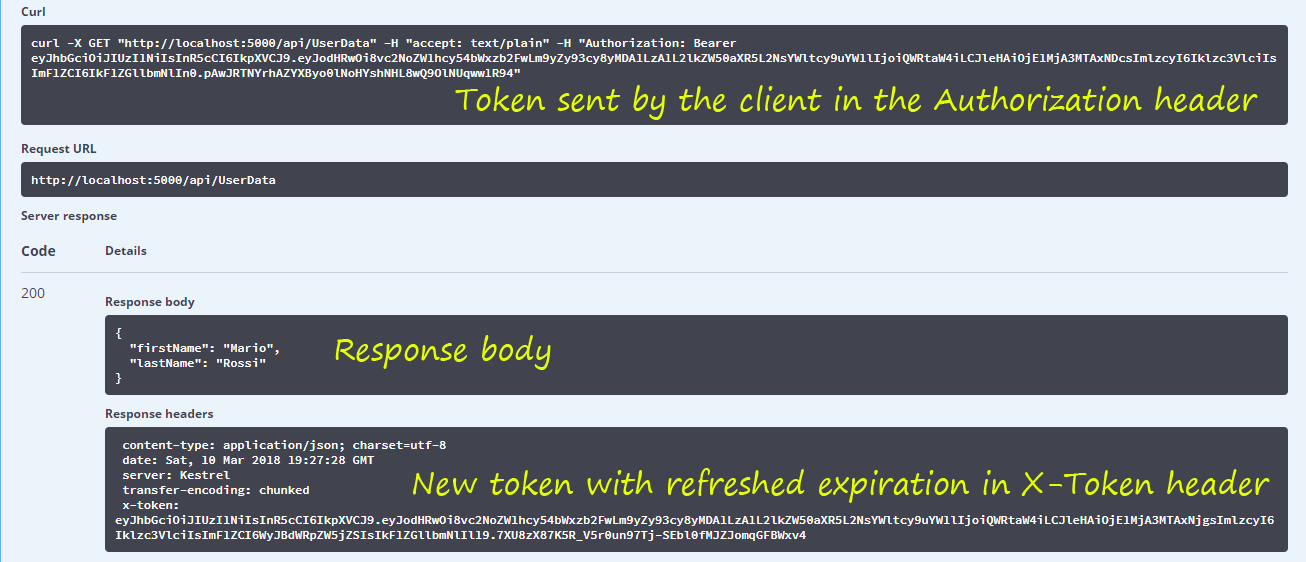 Curl
curl -X GET "http://localhost:5000/api/UserData" -H "accept: text/plain" -H "Authorization: Bearer
eyJhbGciOiJIUzI1NiIsInR5cCI6IkpXVCJ9.eyJodHRwOi8vc2NoZW1hcy54bWxzb2FwLm9yZy93cy8yMDA1LzA1L2lkZW50aXR5L2NsYWltcy9uYW1lIjoiQWRtaW4iLCJleHAiOjE1MjA3MTAxNDcsImlzcyI6Iklzc3VlciIs
ImF1ZCI6IkF1ZGllbmNlIn0.pAwJRTNYrhAZYXByo0lNoHYshNHL8wQ9OlNUqwwlR94"
Token sent by the client in the Authorization header
Request URL
http://localhost:5000/api/UserData
Server response
Code Details
200
Response body
{
"firstName": "Mario",
"lastName": "Rossi"
}
Response body
Response headers
content-type: application/json; charset=utf-8
date: Sat, 10 Mar 2018 19:27:28 GMT
server: Kestrel
transfer-encoding: chunked
New token with refreshed expiration in X-Token header
x-token:
eyJhbGciOiJIUzI1NiIsInR5cCI6IkpXVCJ9.eyJodHRwOi8vc2NoZW1hcy54bWxzb2FwLm9yZy93cy8yMDA1LzA1L2lkZW50aXR5L2NsYWltcy9uYW1lIjoiQWRtaW4iLCJleHAiOjE1MjA3MTAxNjgsImlzcyI6
Iklzc3VlciIsImF1ZCI6WyJBdWRpZW5jZSIsIkF1ZGllbmNlIl19.7XU8zX87K5R_V5r0un97Tj-SEbl0fMJZJomqGFBWxv4